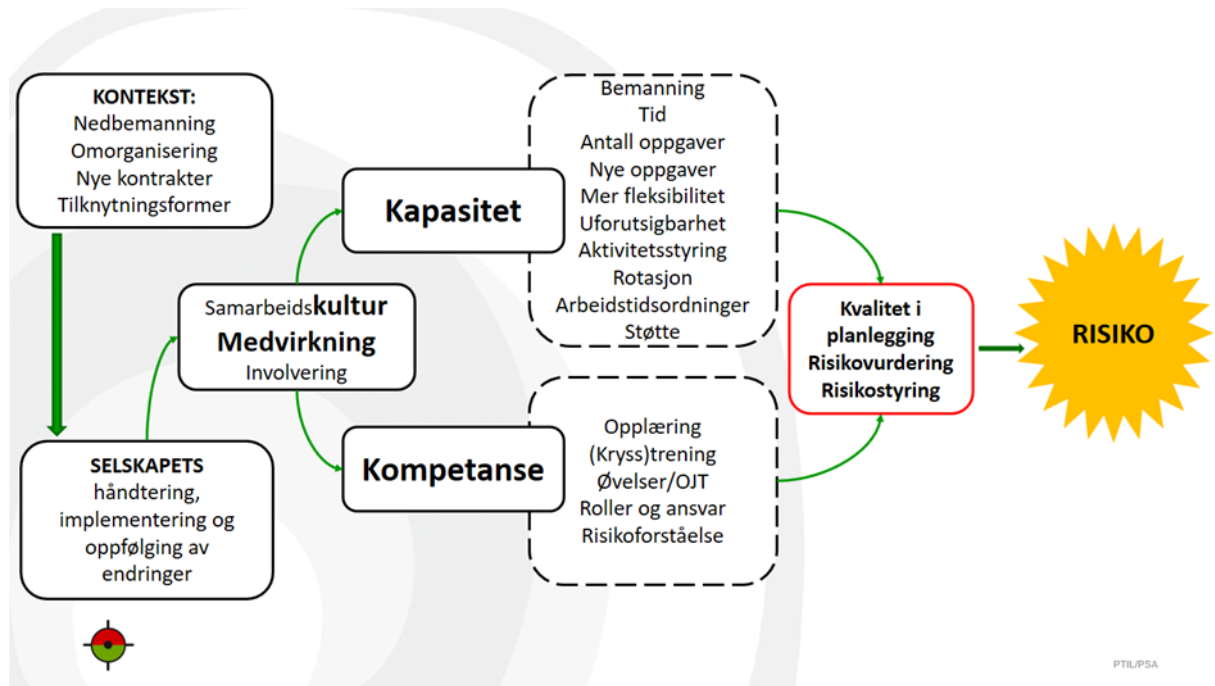 KONTEKST:
Nedbemanning
Omorganisering
Nye kontrakter
Tilknytningsformer
SELSKAPETS
håndtering,
implementering og
oppfølging av
endringer
Samarbeidskultur
Medvirkning
Involvering
Kapasitet
Bemanning
Tid
Antall oppgaver
Nye oppgaver
Mer fleksibilitet
Uforutsigbarhet
Aktivitetsstyring
Rotasjon
Arbeidstidsordninger
Støtte
Kompetanse
Opplæring
(Kryss)trening
Øvelser/OJT
Roller og ansvar
Risikoforståelse
Kvalitet i
planlegging
Risikovurdering
Risikostyring
RISIKO
PTIL/PSA